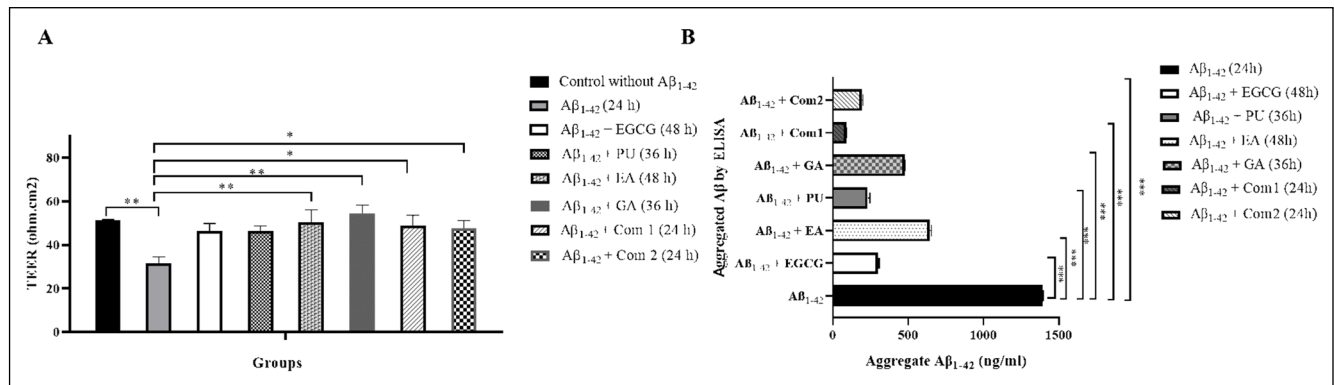 A
B
Control without Aβ1-42
Aβ1-42 (24 h)
Aβ1-42 – EGCG (48 h)
Aβ1-42 + PU (36 h)
Aβ1-42 + EA (48 h)
Aβ1-42 + GA (36 h)
Aβ1-42 + Com 1 (24 h)
Aβ1-42 + Com 2 (24 h)
TEER (ohm.cm2)
80
60
40
20
0
**
**
**
*
*
Groups
Aggregated Aβ by ELISA
Aβ1-42 + Com2
Aβ1-42 + Com1
Aβ1-42 + GA
Aβ1-42 + PU
Aβ1-42 + EA
Aβ1-42 + EGCG
Aβ1-42
0
500
1000
1500
Aggregate Aβ1-42 (ng/ml)
***
***
***
***
***
***
Aβ1-42 (24h)
Aβ1-42 + EGCG (48h)
Aβ1-42 + PU (36h)
Aβ1-42 + EA (48h)
Aβ1-42 + GA (36h)
Aβ1-42 + Com1 (24h)
Aβ1-42 + Com2 (24h)